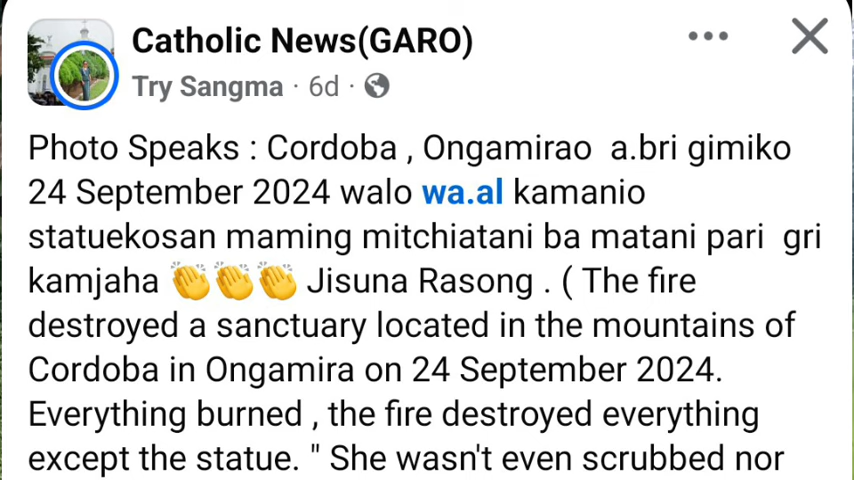 Catholic News(GARO)
Try Sangma · 6d ·
Photo Speaks : Cordoba , Ongamirao a.bri gimiko
24 September 2024 walo wa.al kamanio
statuekosan maming mitchiatani ba matani pari gri
kamjaha 👏👏👏 Jisuna Rasong . ( The fire
destroyed a sanctuary located in the mountains of
Cordoba in Ongamira on 24 September 2024.
Everything burned , the fire destroyed everything
except the statue. " She wasn't even scrubbed nor